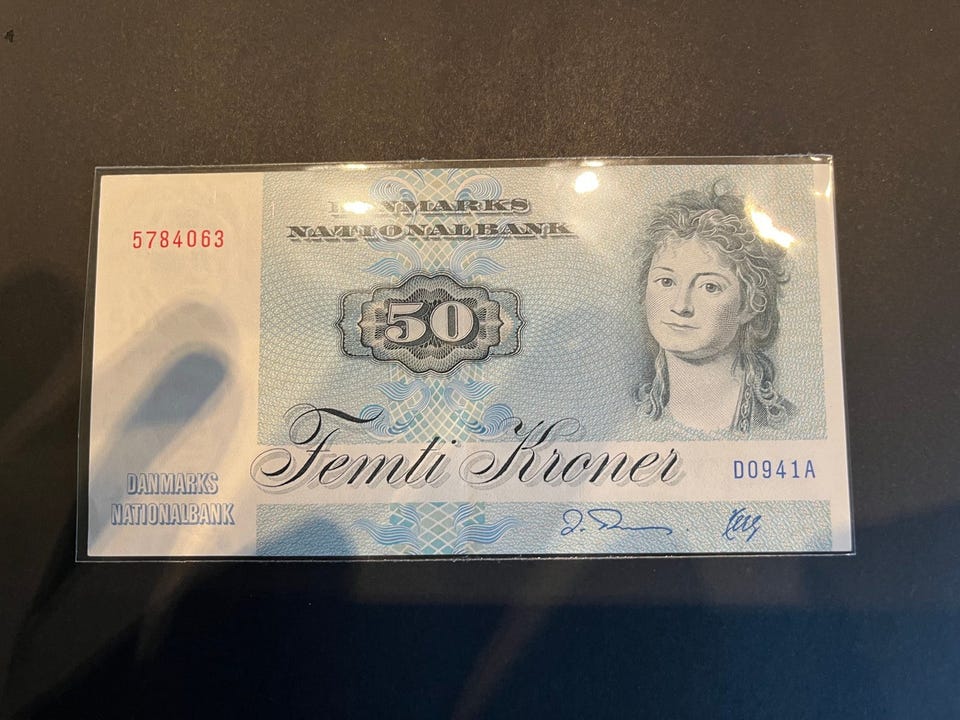 5784063
DANMARKS
NATIONALBANK
50
Femti Kroner
D0941A
DANMARKS
NATIONALBANK